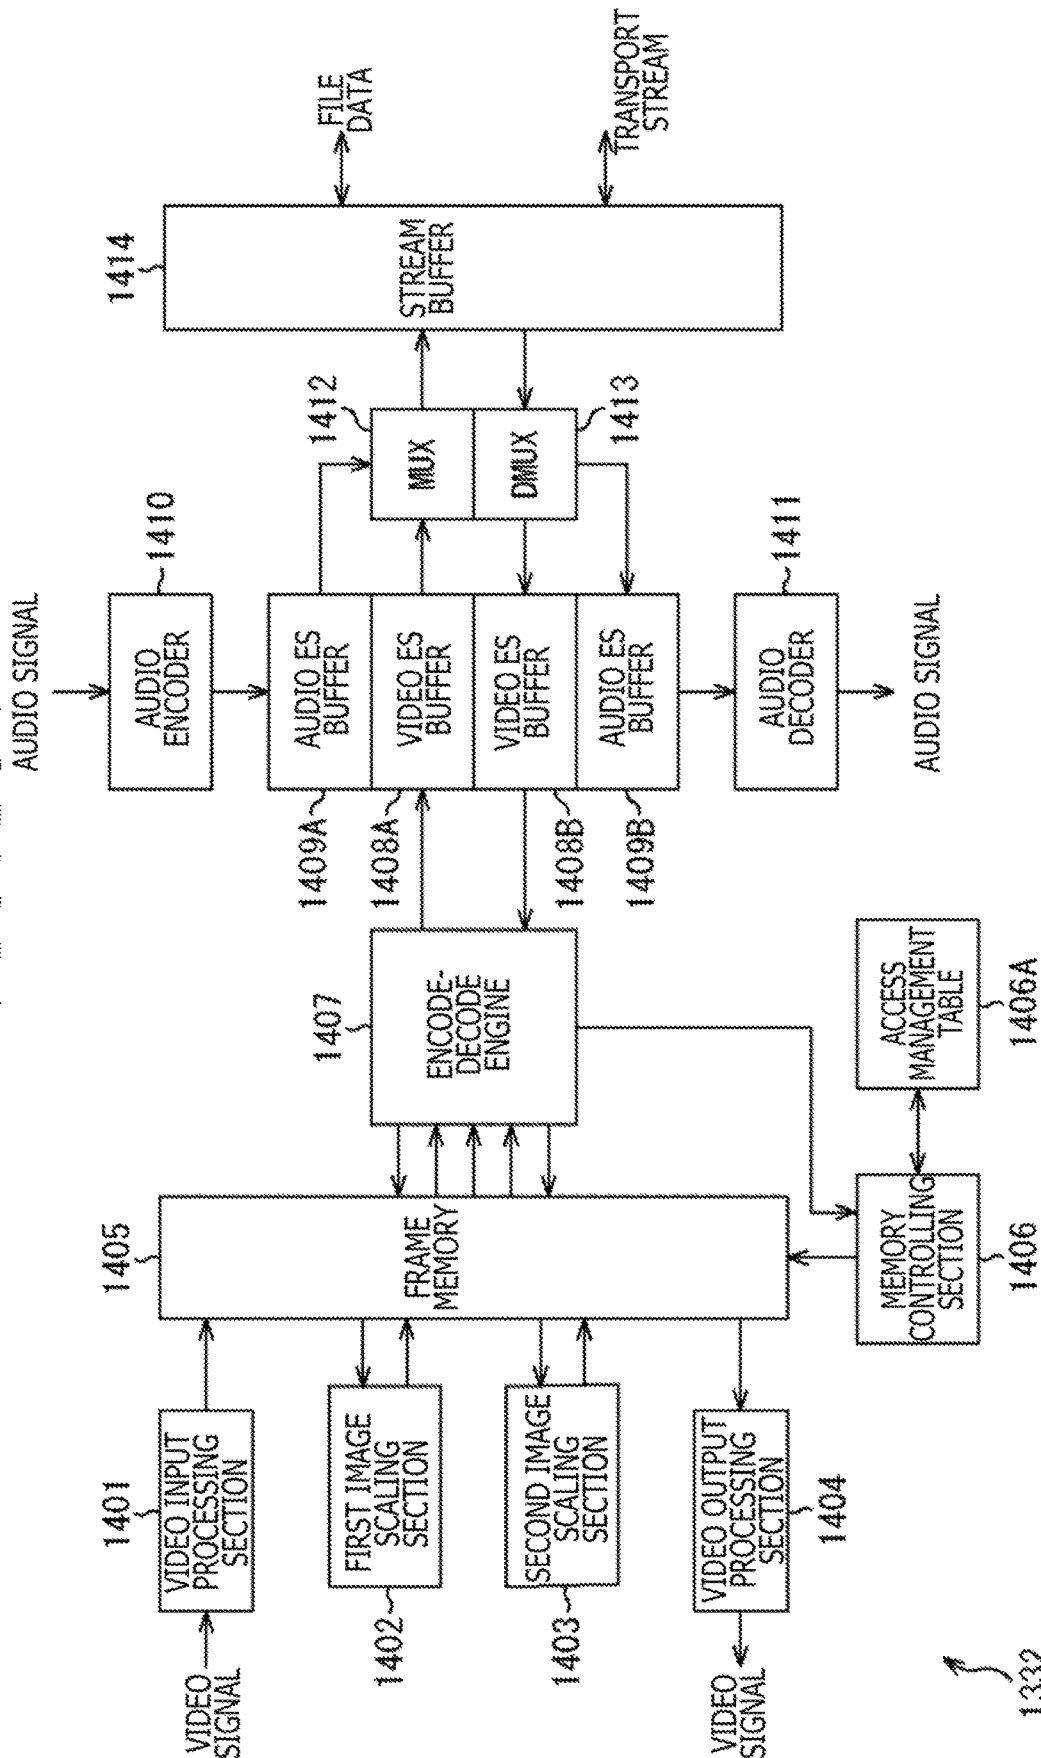 VIDEO
SIGNAL
1401
VIDEO INPUT
PROCESSING
SECTION
1402
FIRST IMAGE
SCALING
SECTION
1403
SECOND IMAGE
SCALING
SECTION
VIDEO
SIGNAL
1404
VIDEO OUTPUT
PROCESSING
SECTION
1405
FRAME
MEMORY
1406
MEMORY
CONTROLLING
SECTION
1406A
ACCESS
MANAGEMENT
TABLE
1407
ENCODE-
DECODE
ENGINE
AUDIO SIGNAL
1410
AUDIO
ENCODER
1409A
AUDIO ES
BUFFER
1408A
VIDEO ES
BUFFER
1408B
VIDEO ES
BUFFER
1409B
AUDIO ES
BUFFER
1411
AUDIO
DECODER
AUDIO SIGNAL
1412
MUX
1413
DMUX
1414
STREAM
BUFFER
FILE
DATA
TRANSPORT
STREAM
1332